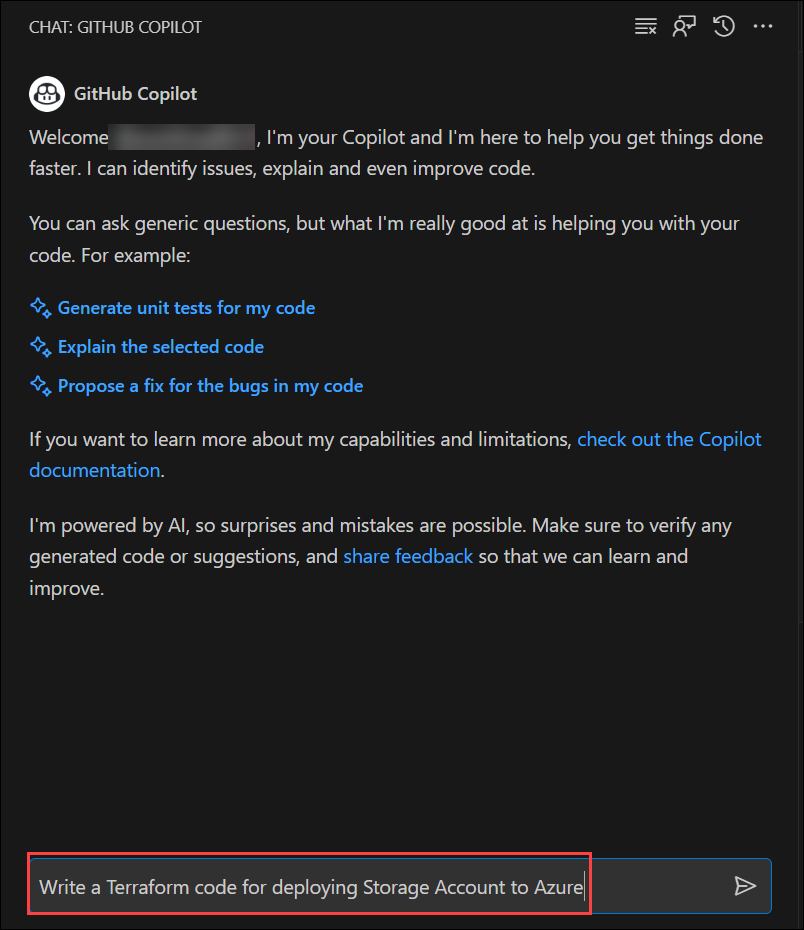 CHAT: GITHUB COPILOT
GitHub Copilot
Welcome , I'm your Copilot and I'm here to help you get things done
faster. I can identify issues, explain and even improve code.
You can ask generic questions, but what I'm really good at is helping you with your
code. For example:
Generate unit tests for my code
Explain the selected code
Propose a fix for the bugs in my code
If you want to learn more about my capabilities and limitations, check out the Copilot
documentation.
I'm powered by AI, so surprises and mistakes are possible. Make sure to verify any
generated code or suggestions, and share feedback so that we can learn and
improve.
Write a Terraform code for deploying Storage Account to Azure